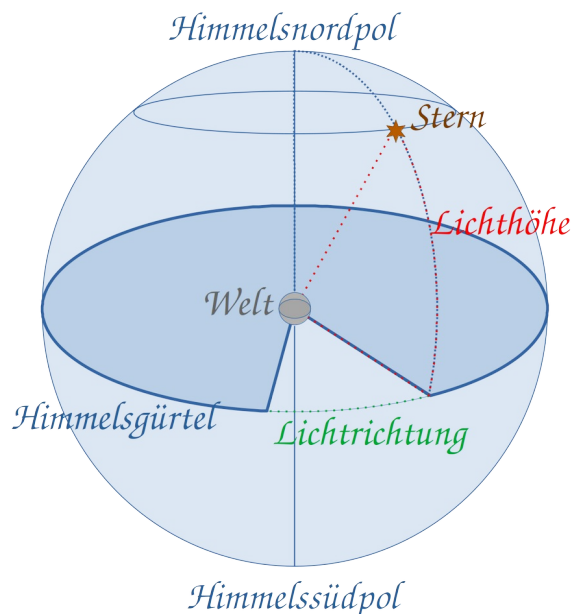 Himmelsnordpol
Stern
Lichthöhe
Welt
Himmelsgürtel
Lichtrichtung
Himmelssüdpol